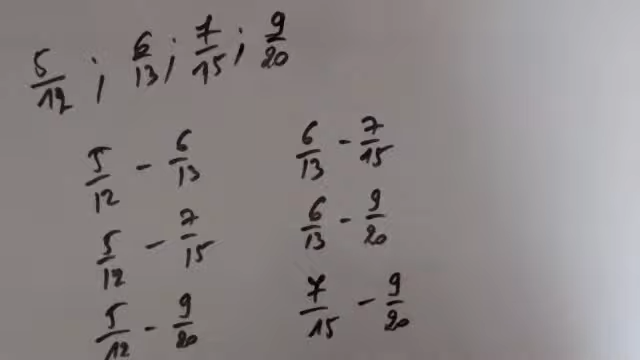 5/12 ; 6/13 ; 7/15 ; 9/20
5/12 - 6/13
5/12 - 7/15
5/12 - 9/20
6/13 - 7/15
6/13 - 9/20
7/15 - 9/20